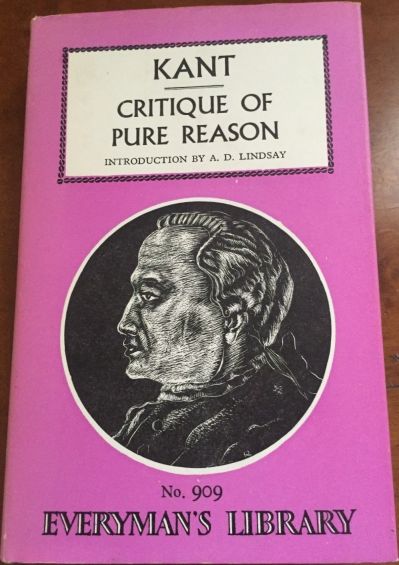 KANT
CRITIQUE OF
PURE REASON
INTRODUCTION BY A. D. LINDSAY
No. 909
EVERYMAN'S LIBRARY